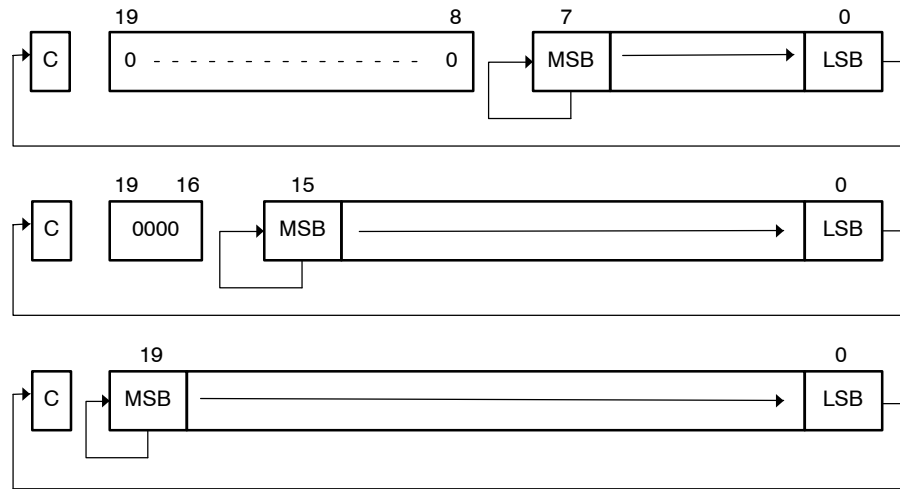 19 8 7 0
C 0 0 MSB LSB
19 16 15 0
C 0000 MSB LSB
19 0
C MSB LSB